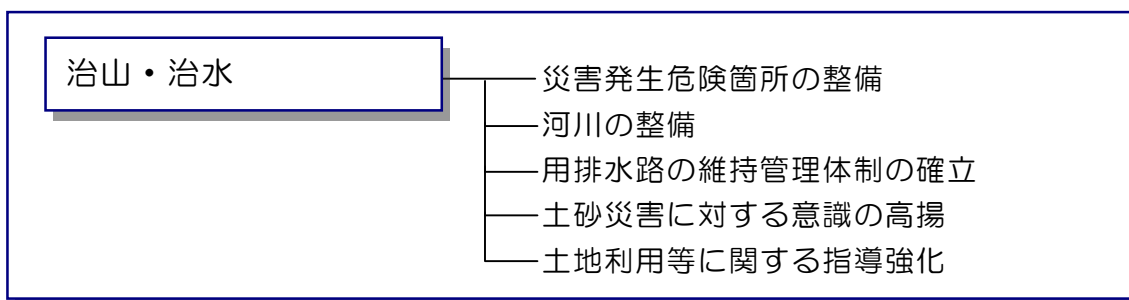 治山・治水
災害発生危険箇所の整備
河川の整備
用排水路の維持管理体制の確立
土砂災害に対する意識の高揚
土地利用等に関する指導強化